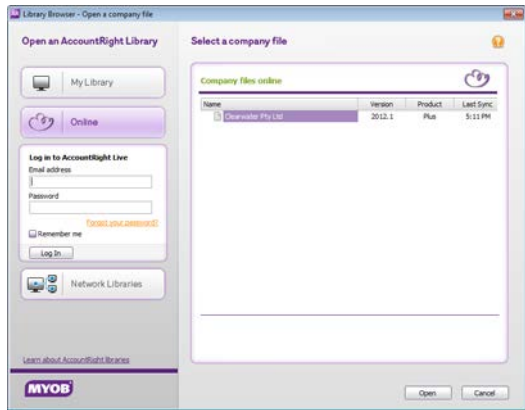 Library Browser - Open a company file
Open an AccountRight Library
Select a company file
?
My Library
Online
Log in to AccountRight Live
Email address
Password
Forgot your password?
Remember me
Log In
Network Libraries
Learn about AccountRight libraries
MYOB
Company files online
Name Version Product Last Sync
Clearwater Pty Ltd 2012.1 Plus 5:11 PM
Open Cancel